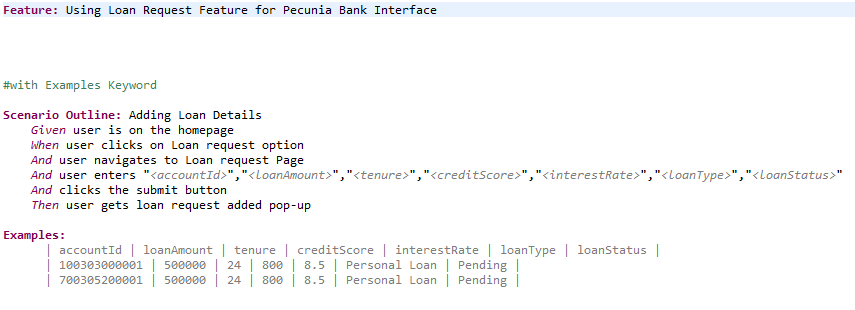 Feature: Using Loan Request Feature for Pecunia Bank Interface
#with Examples Keyword
Scenario Outline: Adding Loan Details
Given user is on the homepage
When user clicks on Loan request option
And user navigates to Loan request Page
And user enters "<accountId>","<loanAmount>","<tenure>","<creditScore>","<interestRate>","<loanType>","<loanStatus>"
And clicks the submit button
Then user gets loan request added pop-up
Examples:
| accountId | loanAmount | tenure | creditScore | interestRate | loanType | loanStatus |
| 100303000001 | 500000 | 24 | 800 | 8.5 | Personal Loan | Pending |
| 700305200001 | 500000 | 24 | 800 | 8.5 | Personal Loan | Pending |